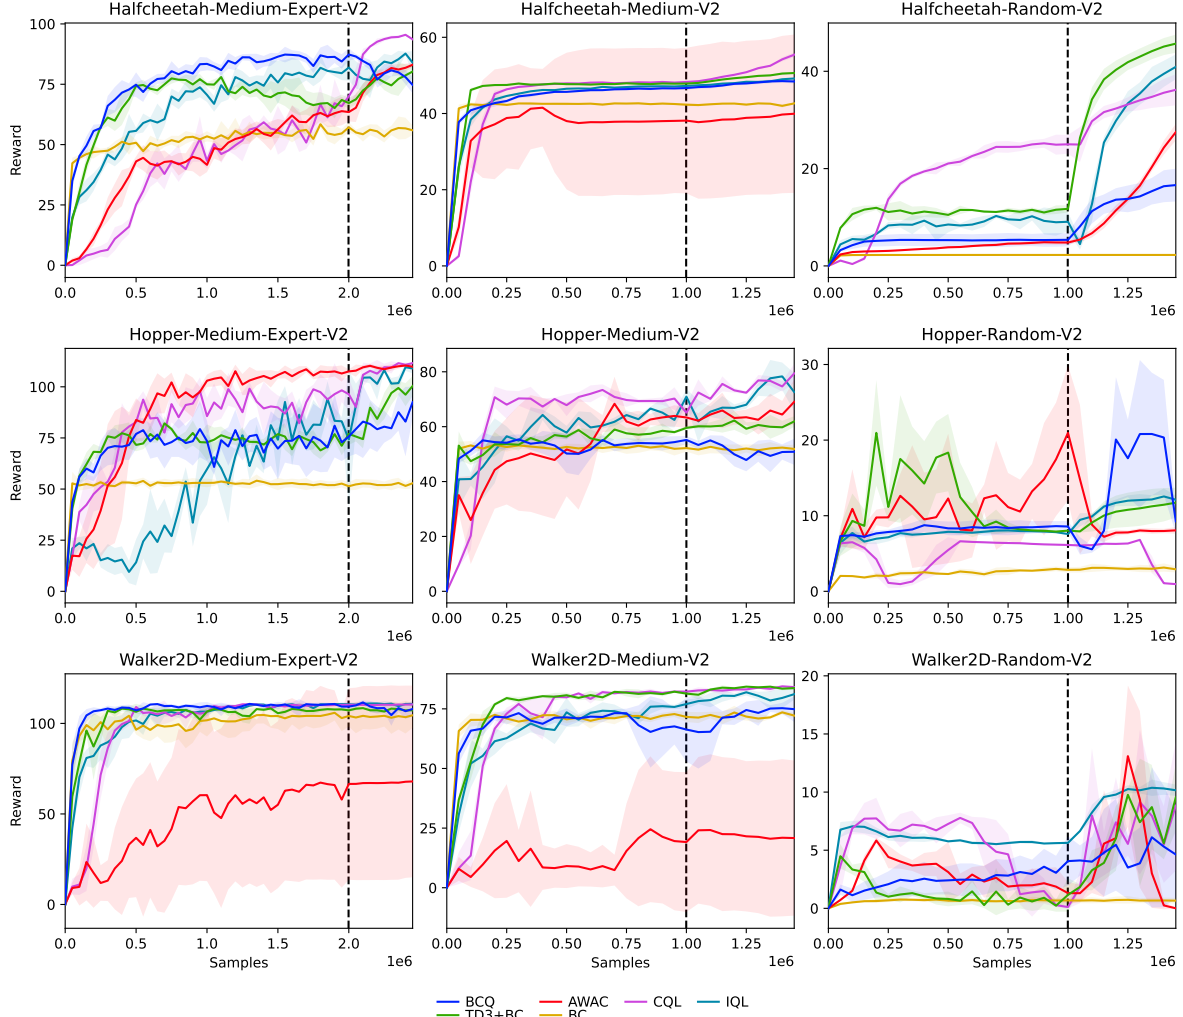 Halfcheetah-Medium-Expert-V2 Halfcheetah-Medium-V2 Halfcheetah-Random-V2
100
75
50
25
0
Reward
0.0 0.5 1.0 1.5 2.0
1e6
60
40
20
0
0.00 0.25 0.50 0.75 1.00 1.25
1e6
40
20
0
0.00 0.25 0.50 0.75 1.00 1.25
1e6
Hopper-Medium-Expert-V2 Hopper-Medium-V2 Hopper-Random-V2
100
75
50
25
0
Reward
0.0 0.5 1.0 1.5 2.0
1e6
80
60
40
20
0
0.00 0.25 0.50 0.75 1.00 1.25
1e6
30
20
10
0
0.00 0.25 0.50 0.75 1.00 1.25
1e6
Walker2D-Medium-Expert-V2 Walker2D-Medium-V2 Walker2D-Random-V2
100
50
0
Reward
0.0 0.5 1.0 1.5 2.0
Samples 1e6
75
50
25
0
0.00 0.25 0.50 0.75 1.00 1.25
Samples 1e6
20
15
10
5
0
0.00 0.25 0.50 0.75 1.00 1.25
Samples 1e6
BCQ AWAC CQL IQL
TD3+BC BC